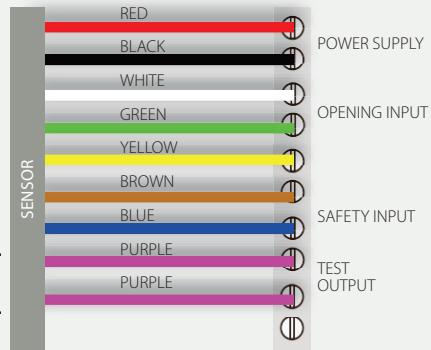 RED
BLACK
POWER SUPPLY
WHITE
GREEN
OPENING INPUT
YELLOW
SENSOR
BROWN
BLUE
SAFETY INPUT
PURPLE
TEST
OUTPUT
PURPLE